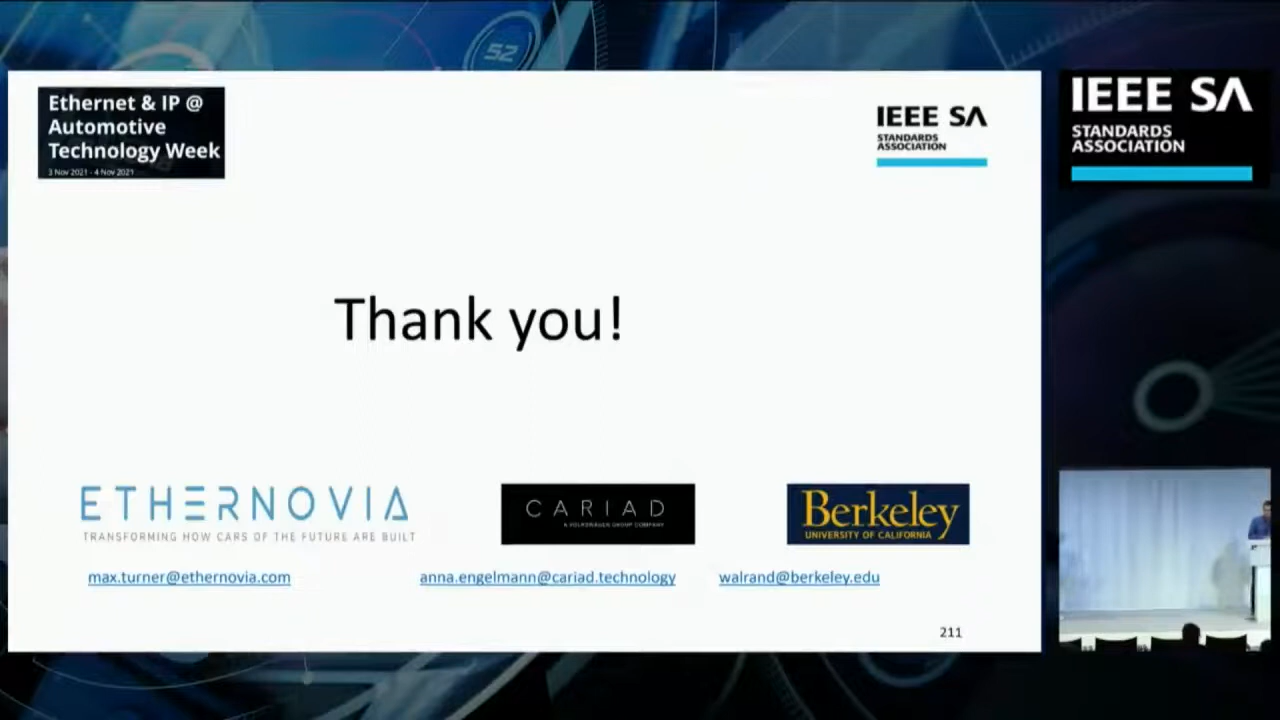 52
Ethernet & IP @
Automotive
Technology Week
3 Nov 2021 - 4 Nov 2021
IEEE SA
STANDARDS
ASSOCIATION
IEEE SA
STANDARDS
ASSOCIATION
Thank you!
ETHERNOVIA
TRANSFORMING HOW CARS OF THE FUTURE ARE BUILT
CARIAD
A VOLKSWAGEN GROUP COMPANY
Berkeley
UNIVERSITY OF CALIFORNIA
max.turner@ethernovia.com
anna.engelmann@cariad.technology
walrand@berkeley.edu
211